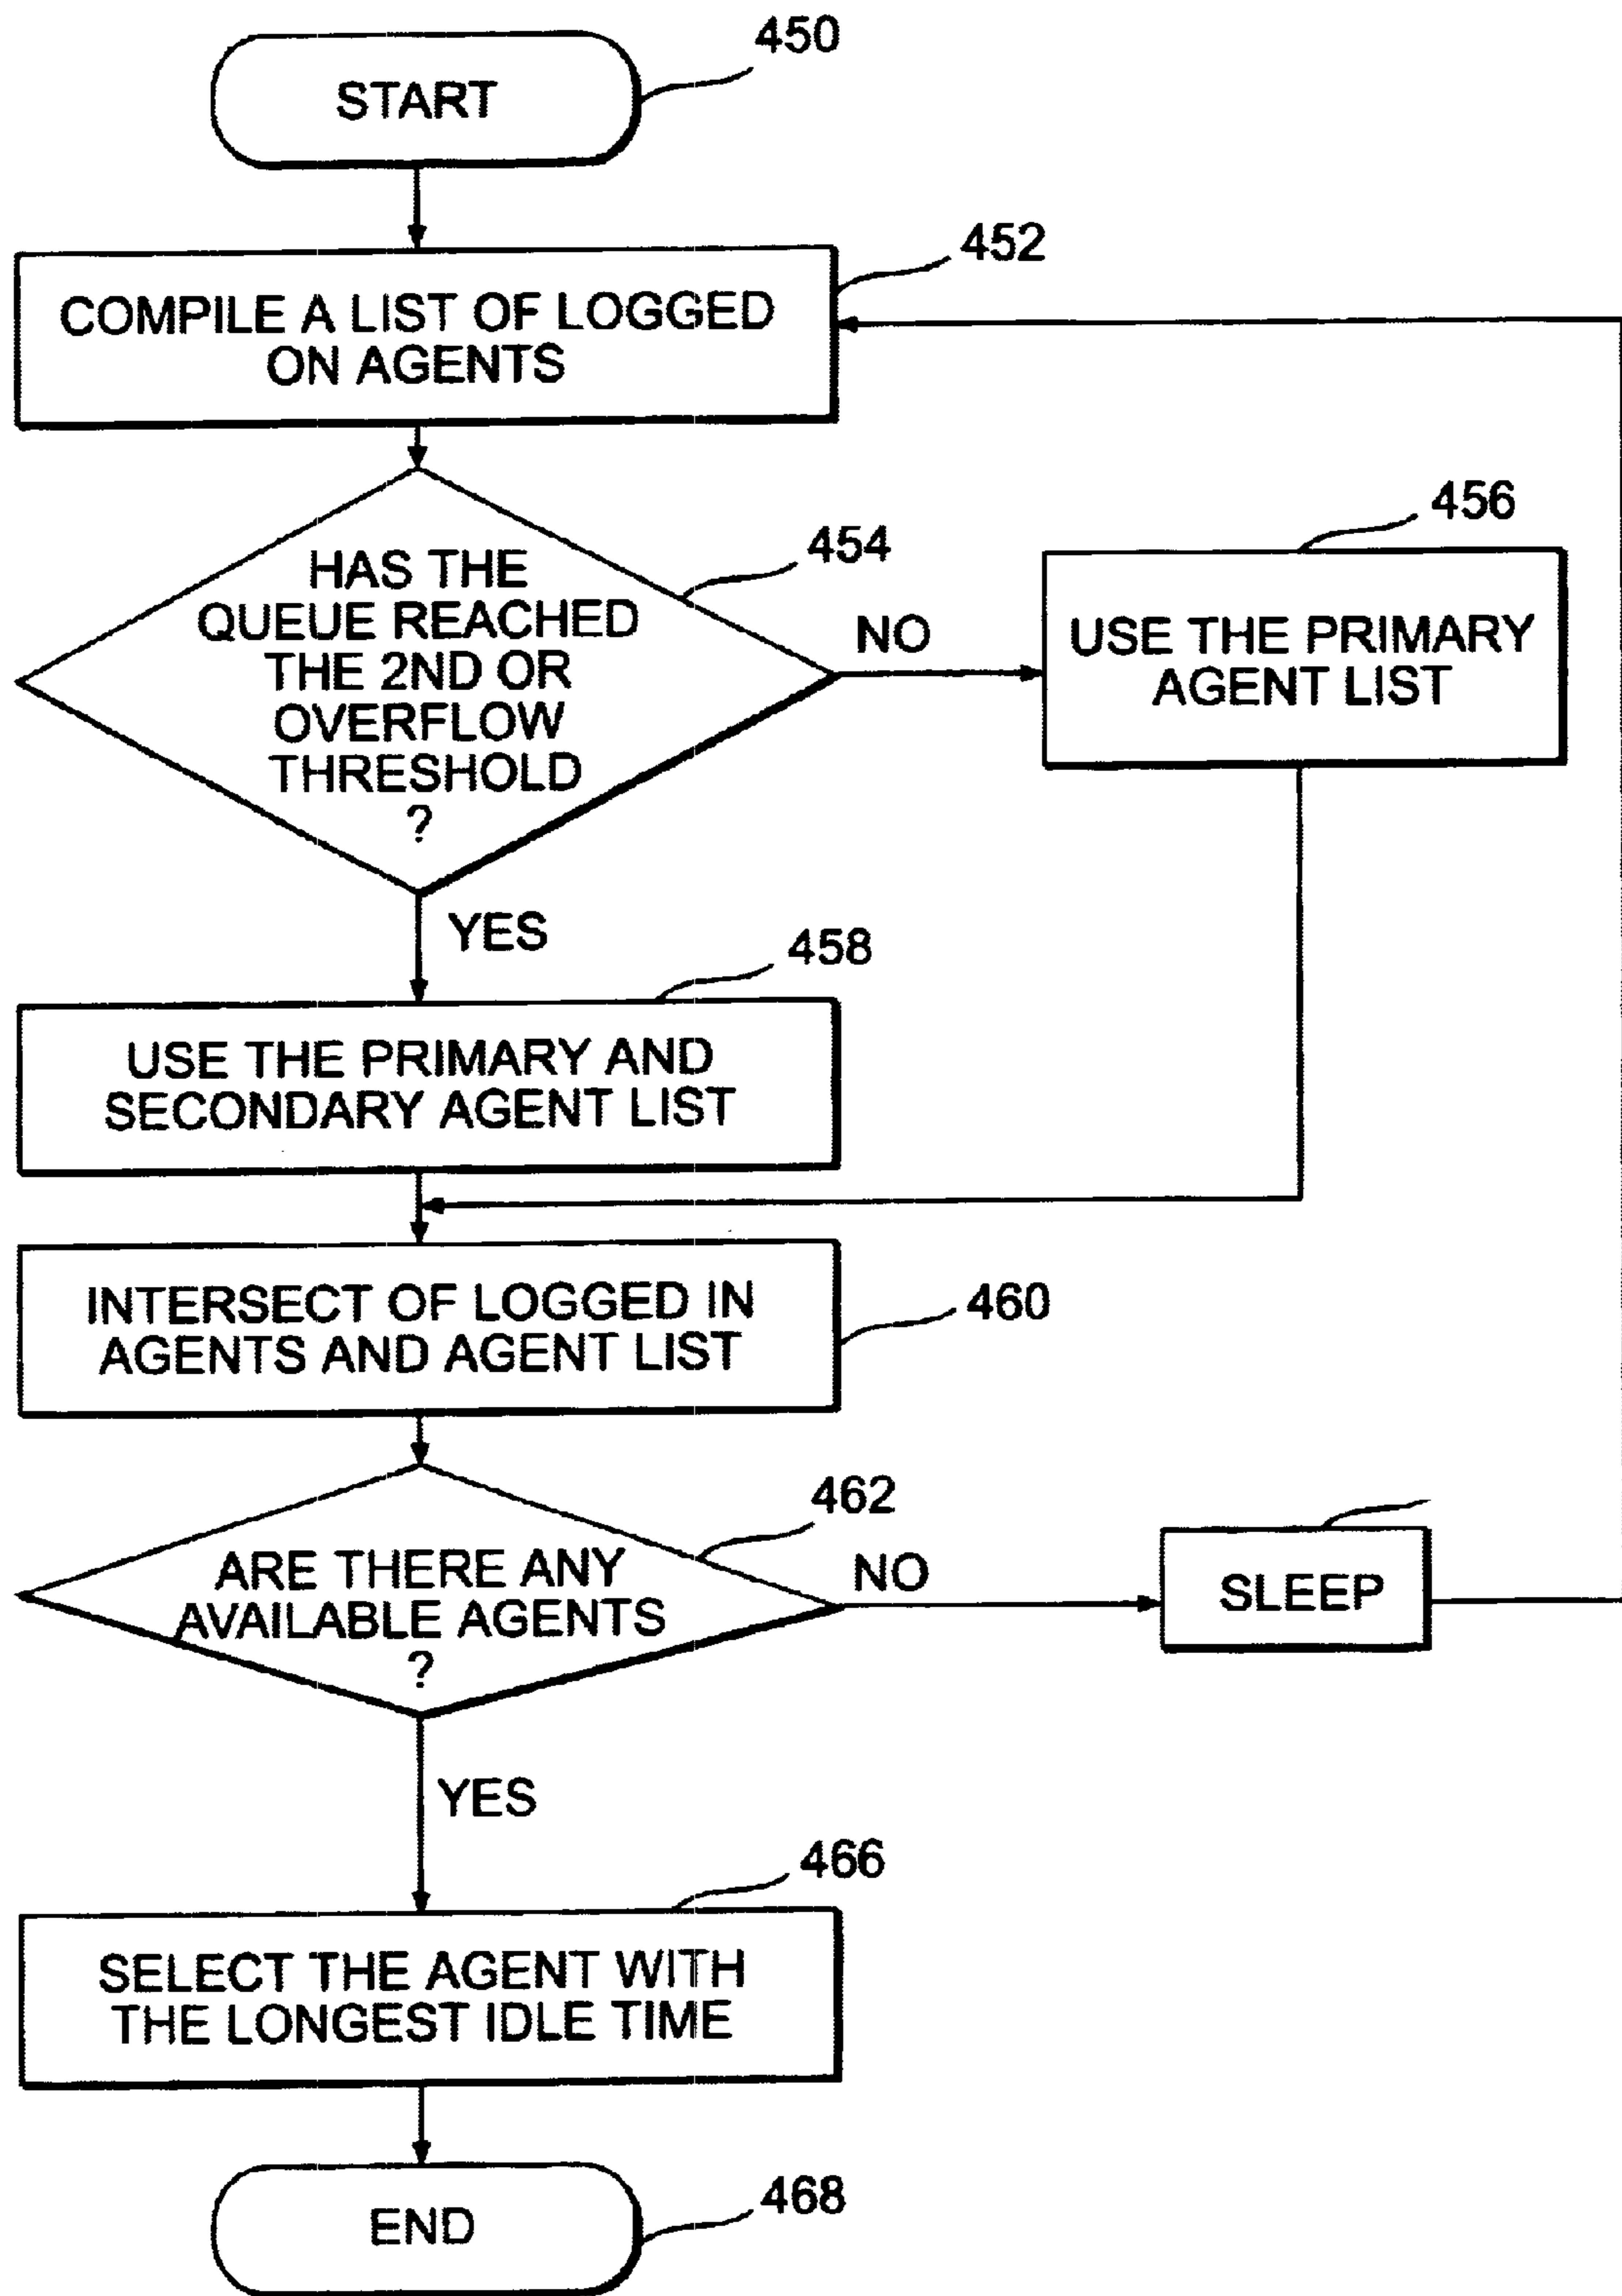 450
START
452
COMPILE A LIST OF LOGGED
ON AGENTS
454
HAS THE
QUEUE REACHED
THE 2ND OR
OVERFLOW
THRESHOLD
?
NO
456
USE THE PRIMARY
AGENT LIST
YES
458
USE THE PRIMARY AND
SECONDARY AGENT LIST
INTERSECT OF LOGGED IN
AGENTS AND AGENT LIST
460
462
ARE THERE ANY
AVAILABLE AGENTS
?
NO
SLEEP
YES
466
SELECT THE AGENT WITH
THE LONGEST IDLE TIME
END
468